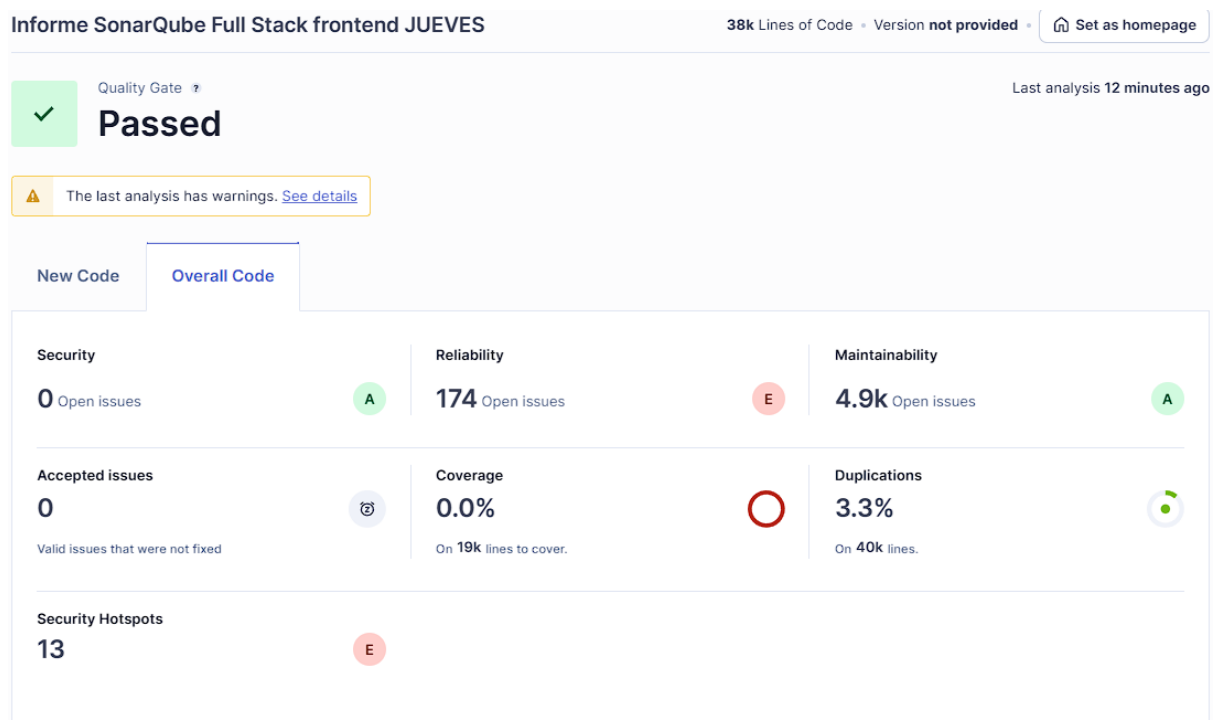 Informe SonarQube Full Stack frontend JUEVES
38k Lines of Code • Version not provided • Set as homepage
Quality Gate ?
Passed
Last analysis 12 minutes ago
The last analysis has warnings. See details
New Code
Overall Code
Security
0 Open issues
A
Reliability
174 Open issues
E
Maintainability
4.9k Open issues
A
Accepted issues
0
Valid issues that were not fixed
Coverage
0.0%
On 19k lines to cover.
Duplications
3.3%
On 40k lines.
Security Hotspots
13
E